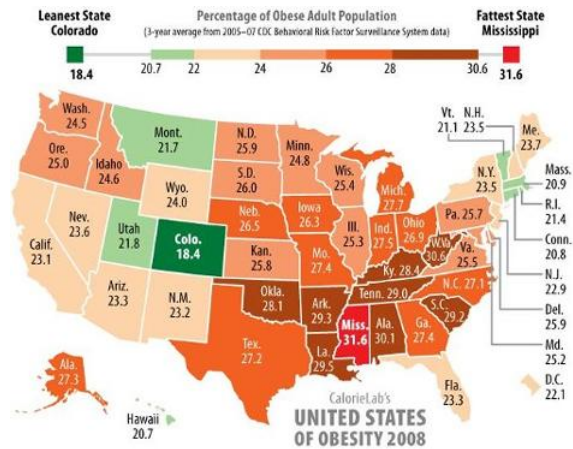 Leanest State
Colorado
18.4
Percentage of Obese Adult Population
(3-year average from 2005–07 CDC Behavioral Risk Factor Surveillance System data)
Fattest State
Mississippi
31.6
20.7 22 24 26 28 30.6
Wash.
24.5
Ore.
25.0
Idaho
24.6
Mont.
21.7
Wyo.
24.0
Nev.
23.6
Utah
21.8
Colo.
18.4
Calif.
23.1
Ariz.
23.3
N.M.
23.2
N.D.
25.9
S.D.
26.0
Neb.
26.5
Kan.
25.8
Okla.
28.1
Tex.
27.2
Minn.
24.8
Iowa
26.3
Mo.
27.4
Ark.
29.3
La.
29.5
Wis.
25.4
Ill.
25.3
Mich.
27.7
Ind.
27.5
Ohio
26.9
Ky. 28.4
Tenn. 29.0
Miss.
31.6
Ala.
30.1
Ga.
27.4
Fla.
23.3
S.C.
29.2
N.C. 27.1
W.Va.
30.6
Va.
25.5
Pa. 25.7
N.Y.
23.5
Vt.
21.1
N.H.
23.5
Me.
23.7
Mass.
20.9
R.I.
21.4
Conn.
20.8
N.J.
22.9
Del.
25.9
Md.
25.2
D.C.
22.1
Ala.
27.3
Hawaii
20.7
CalorieLab's
UNITED STATES
OF OBESITY 2008